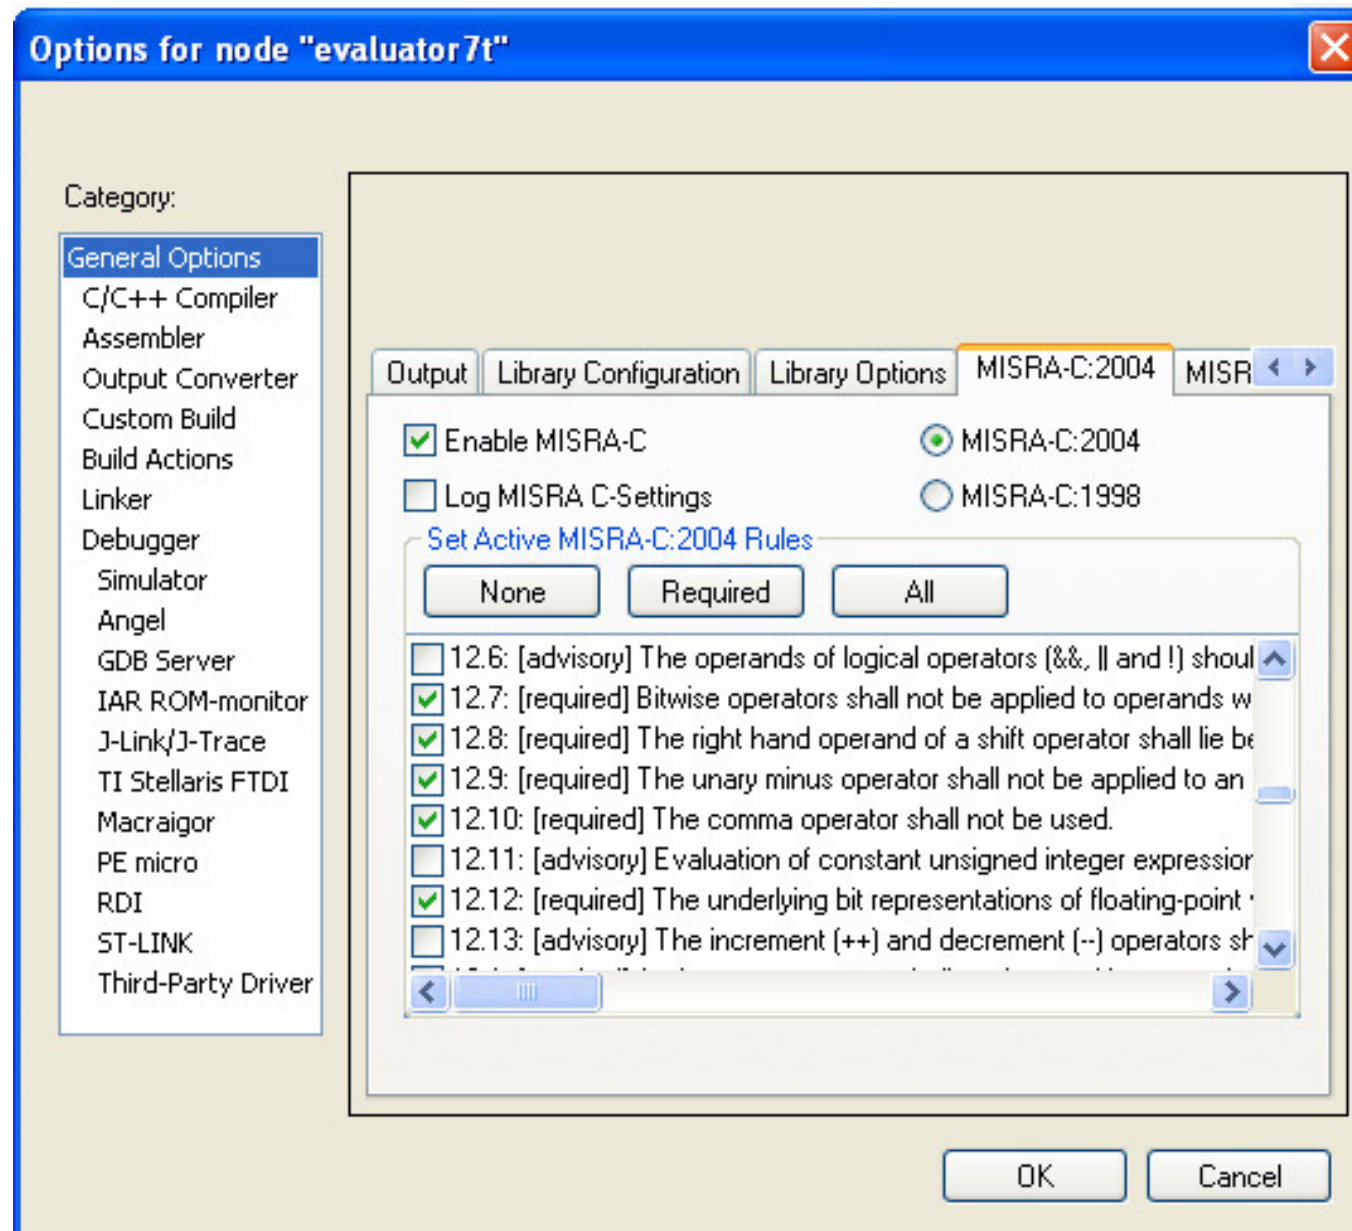 Options for node "evaluator7t"
Category:
General Options
C/C++ Compiler
Assembler
Output Converter
Custom Build
Build Actions
Linker
Debugger
Simulator
Angel
GDB Server
IAR ROM-monitor
J-Link/J-Trace
TI Stellaris FTDI
Macraigor
PE micro
RDI
ST-LINK
Third-Party Driver
Output Library Configuration Library Options MISRA-C:2004 MISR
Enable MISRA-C MISRA-C:2004
Log MISRA C-Settings MISRA-C:1998
Set Active MISRA-C:2004 Rules
None Required All
12.6: [advisory] The operands of logical operators (&&, || and !) shoul
12.7: [required] Bitwise operators shall not be applied to operands w
12.8: [required] The right hand operand of a shift operator shall lie be
12.9: [required] The unary minus operator shall not be applied to an
12.10: [required] The comma operator shall not be used.
12.11: [advisory] Evaluation of constant unsigned integer expression
12.12: [required] The underlying bit representations of floating-point
12.13: [advisory] The increment (++) and decrement (--) operators sh
OK Cancel